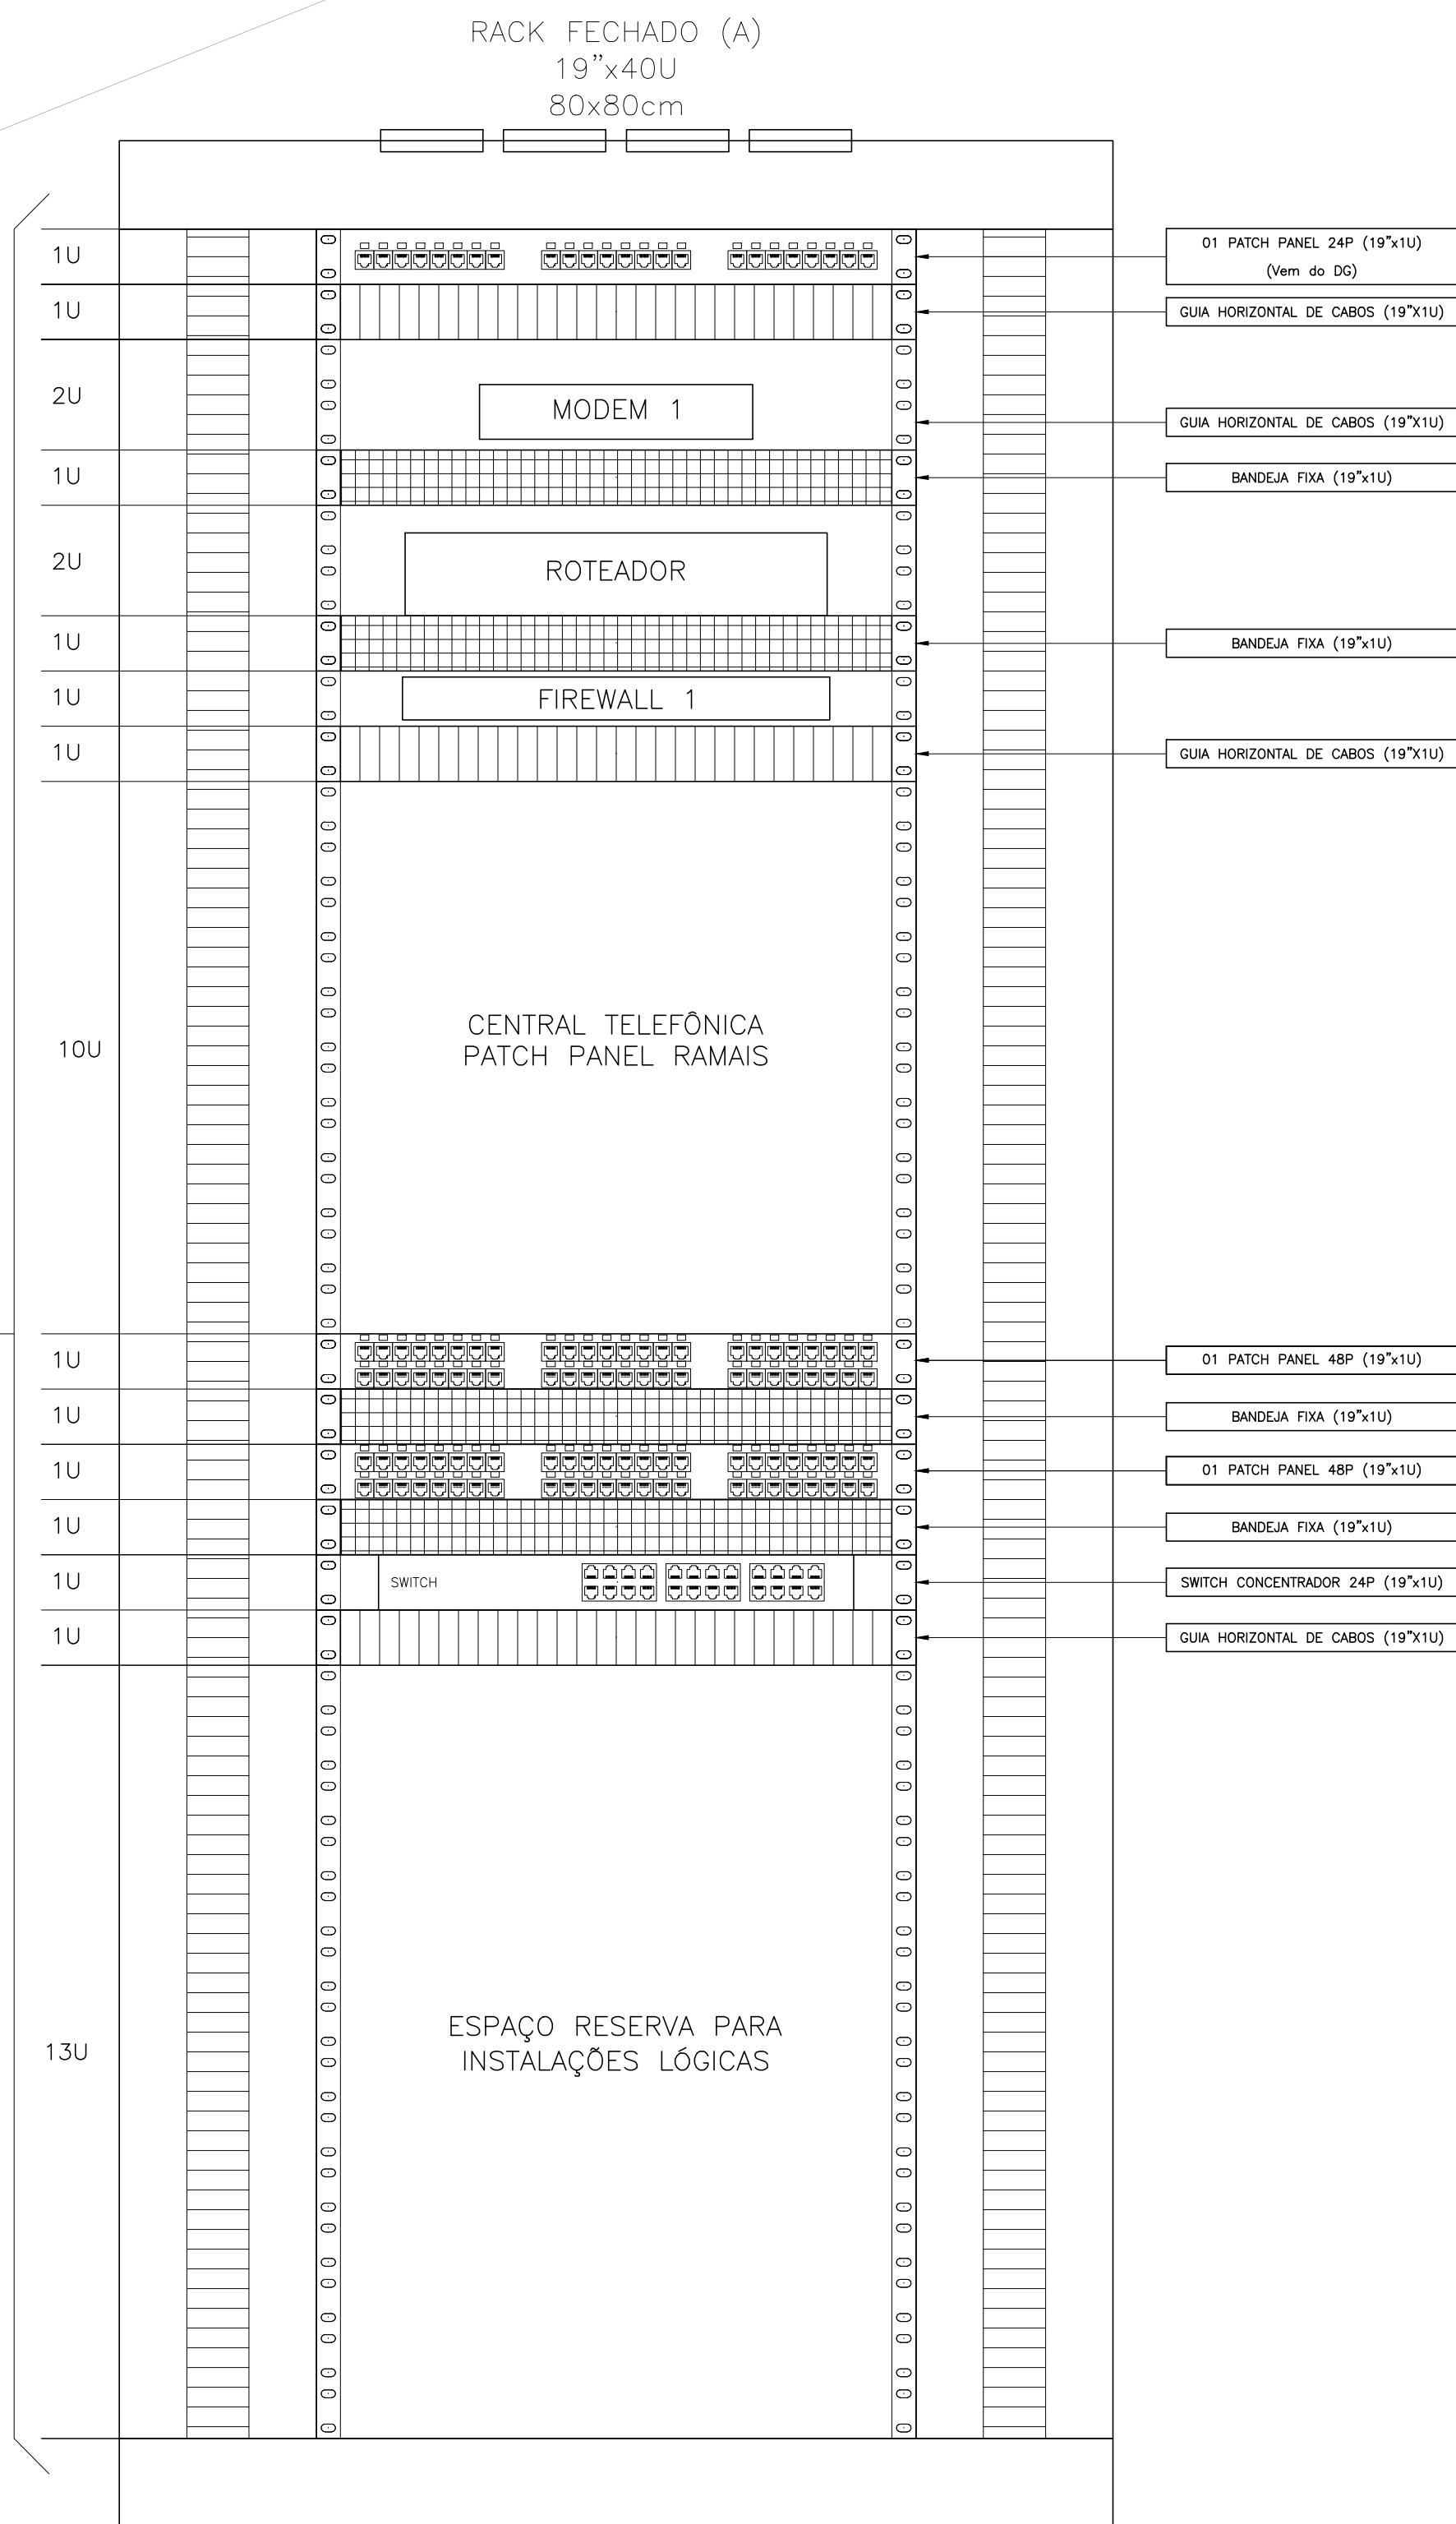 RACK FECHADO (A)
19"x40U
80x80cm
1U
01 PATCH PANEL 24P (19"x1U)
(Vem do DG)
1U
GUIA HORIZONTAL DE CABOS (19"X1U)
2U
MODEM 1
GUIA HORIZONTAL DE CABOS (19"X1U)
1U
BANDEJA FIXA (19"x1U)
2U
ROTEADOR
1U
BANDEJA FIXA (19"x1U)
1U
FIREWALL 1
1U
GUIA HORIZONTAL DE CABOS (19"X1U)
10U
CENTRAL TELEFÔNICA
PATCH PANEL RAMAIS
1U
01 PATCH PANEL 48P (19"x1U)
1U
BANDEJA FIXA (19"x1U)
1U
01 PATCH PANEL 48P (19"x1U)
1U
BANDEJA FIXA (19"x1U)
1U
SWITCH
SWITCH CONCENTRADOR 24P (19"x1U)
1U
GUIA HORIZONTAL DE CABOS (19"X1U)
13U
ESPAÇO RESERVA PARA
INSTALAÇÕES LÓGICAS